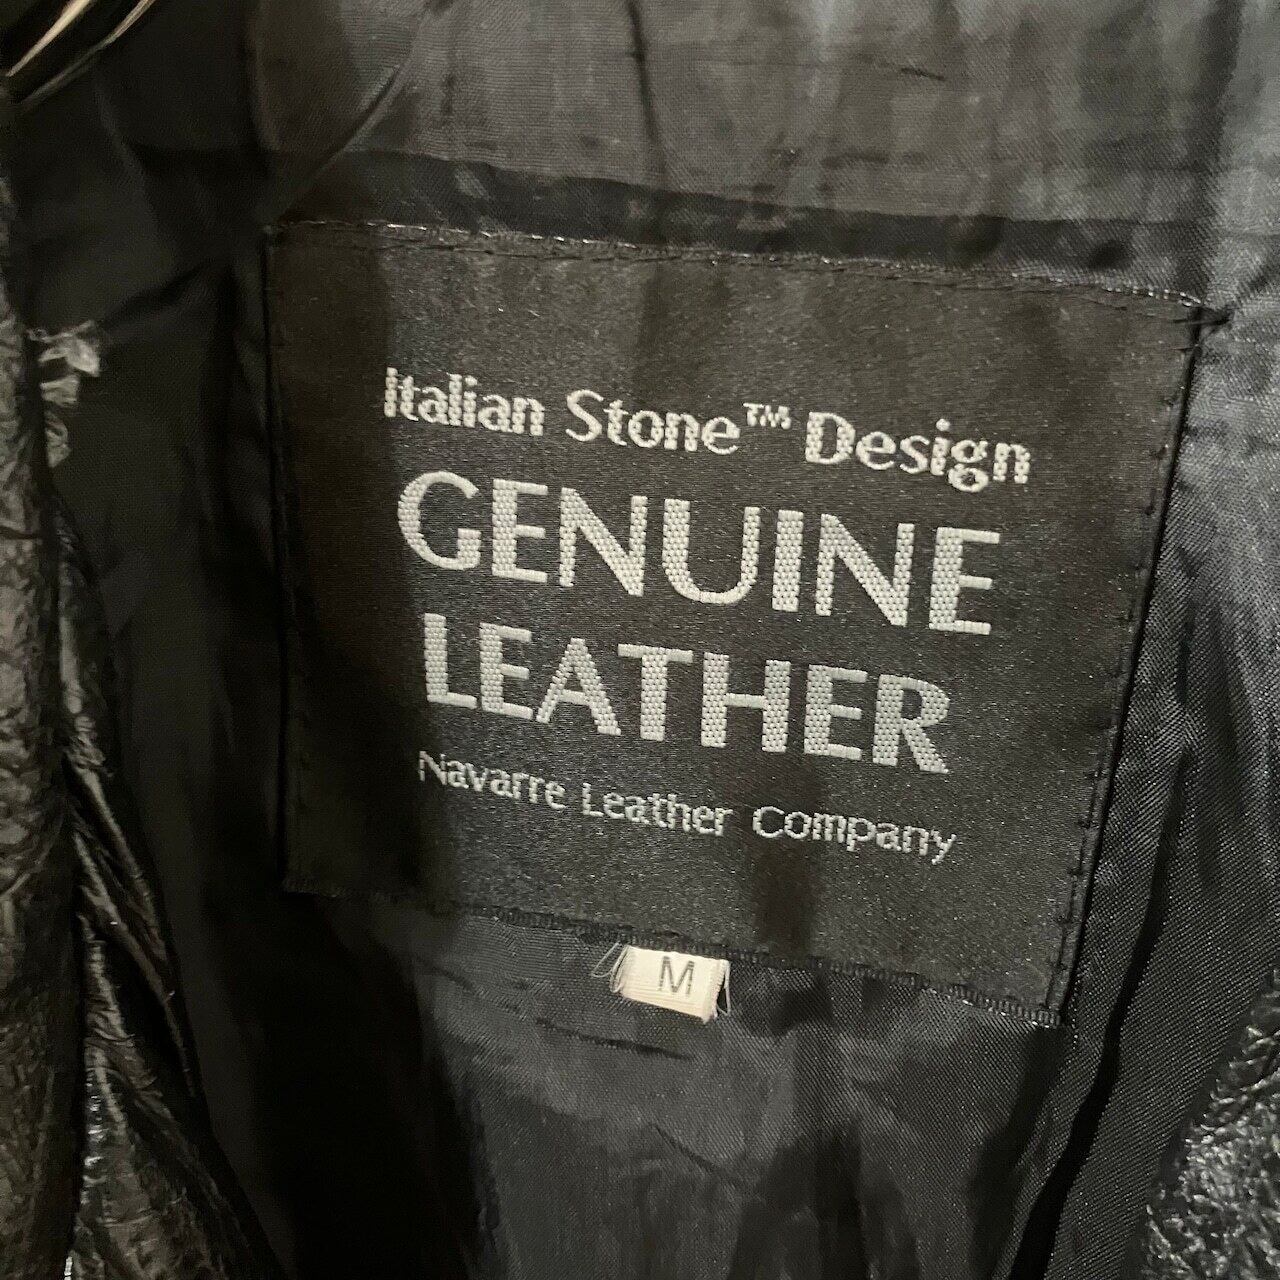 Italian Stone™ Design
GENUINE
LEATHER
Navarre Leather Company
M